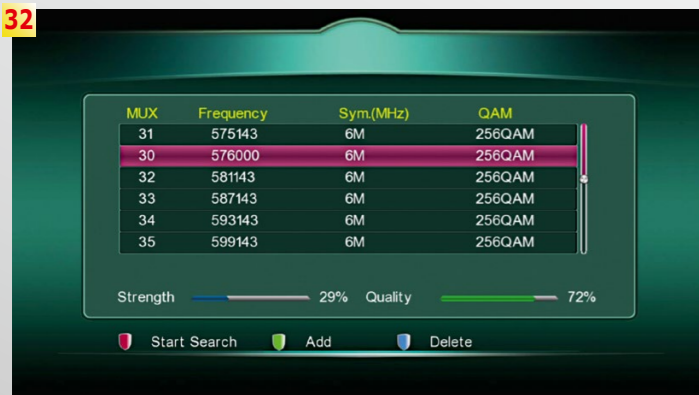 32
MUX Frequency Sym.(MHz) QAM
31 575143 6M 256QAM
30 576000 6M 256QAM
32 581143 6M 256QAM
33 587143 6M 256QAM
34 593143 6M 256QAM
35 599143 6M 256QAM
Strength 29% Quality 72%
Start Search Add Delete